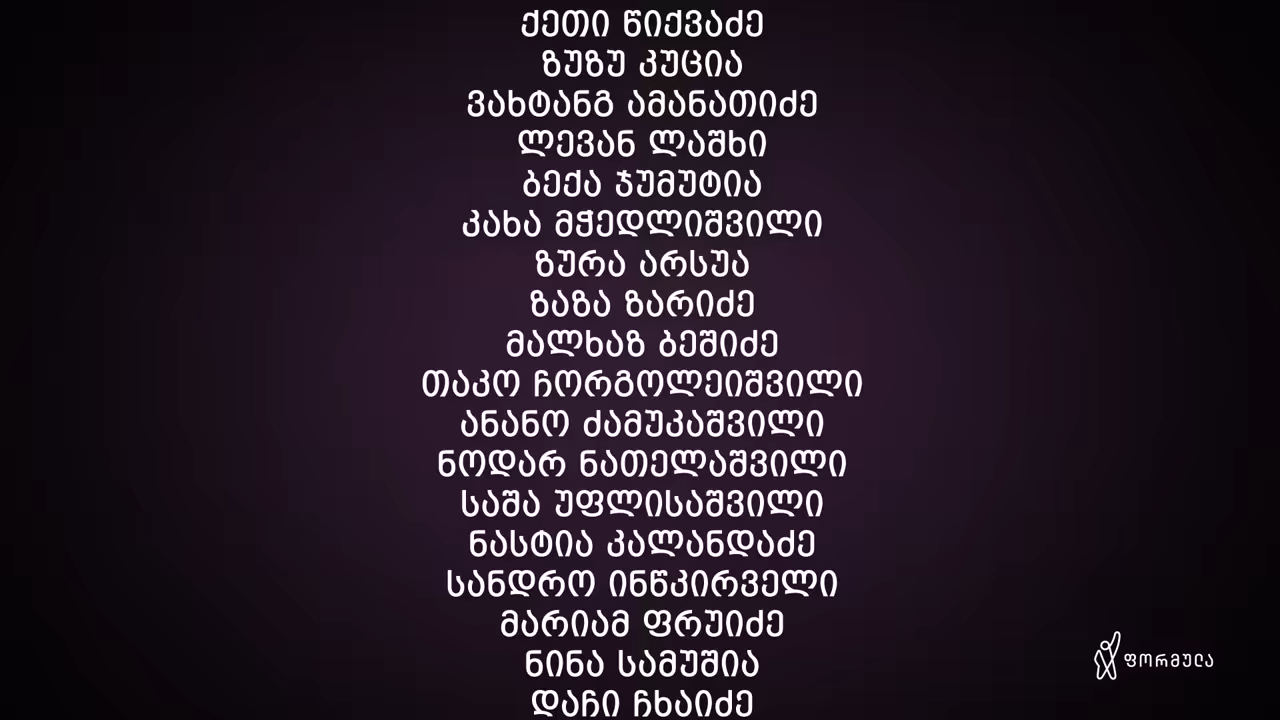 ქეთი წიქვაძე
ზუზუ კუცია
ვახტანგ ამანათიძე
ლევან ლაშხი
ბექა ჯუმუტია
კახა მჭედლიშვილი
ზურა არსუა
ზაზა ზარიძე
მალხაზ ბეშიძე
თაკო ჩორგოლეიშვილი
ანანო ძამუკაშვილი
ნოდარ ნათელაშვილი
საშა უფლისაშვილი
ნასტია კალანდაძე
სანდრო ინწკირველი
მარიამ ფრუიძე
ნინა სამუშია
დაჩი ჩხაიძე
ფორმულა